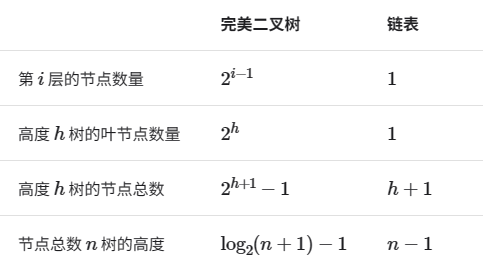 完美二叉树 链表
第 i 层的节点数量 2^{i−1} 1
高度 h 树的叶节点数量 2^h 1
高度 h 树的节点总数 2^{h+1} − 1 h + 1
节点总数 n 树的高度 log₂(n + 1) − 1 n − 1